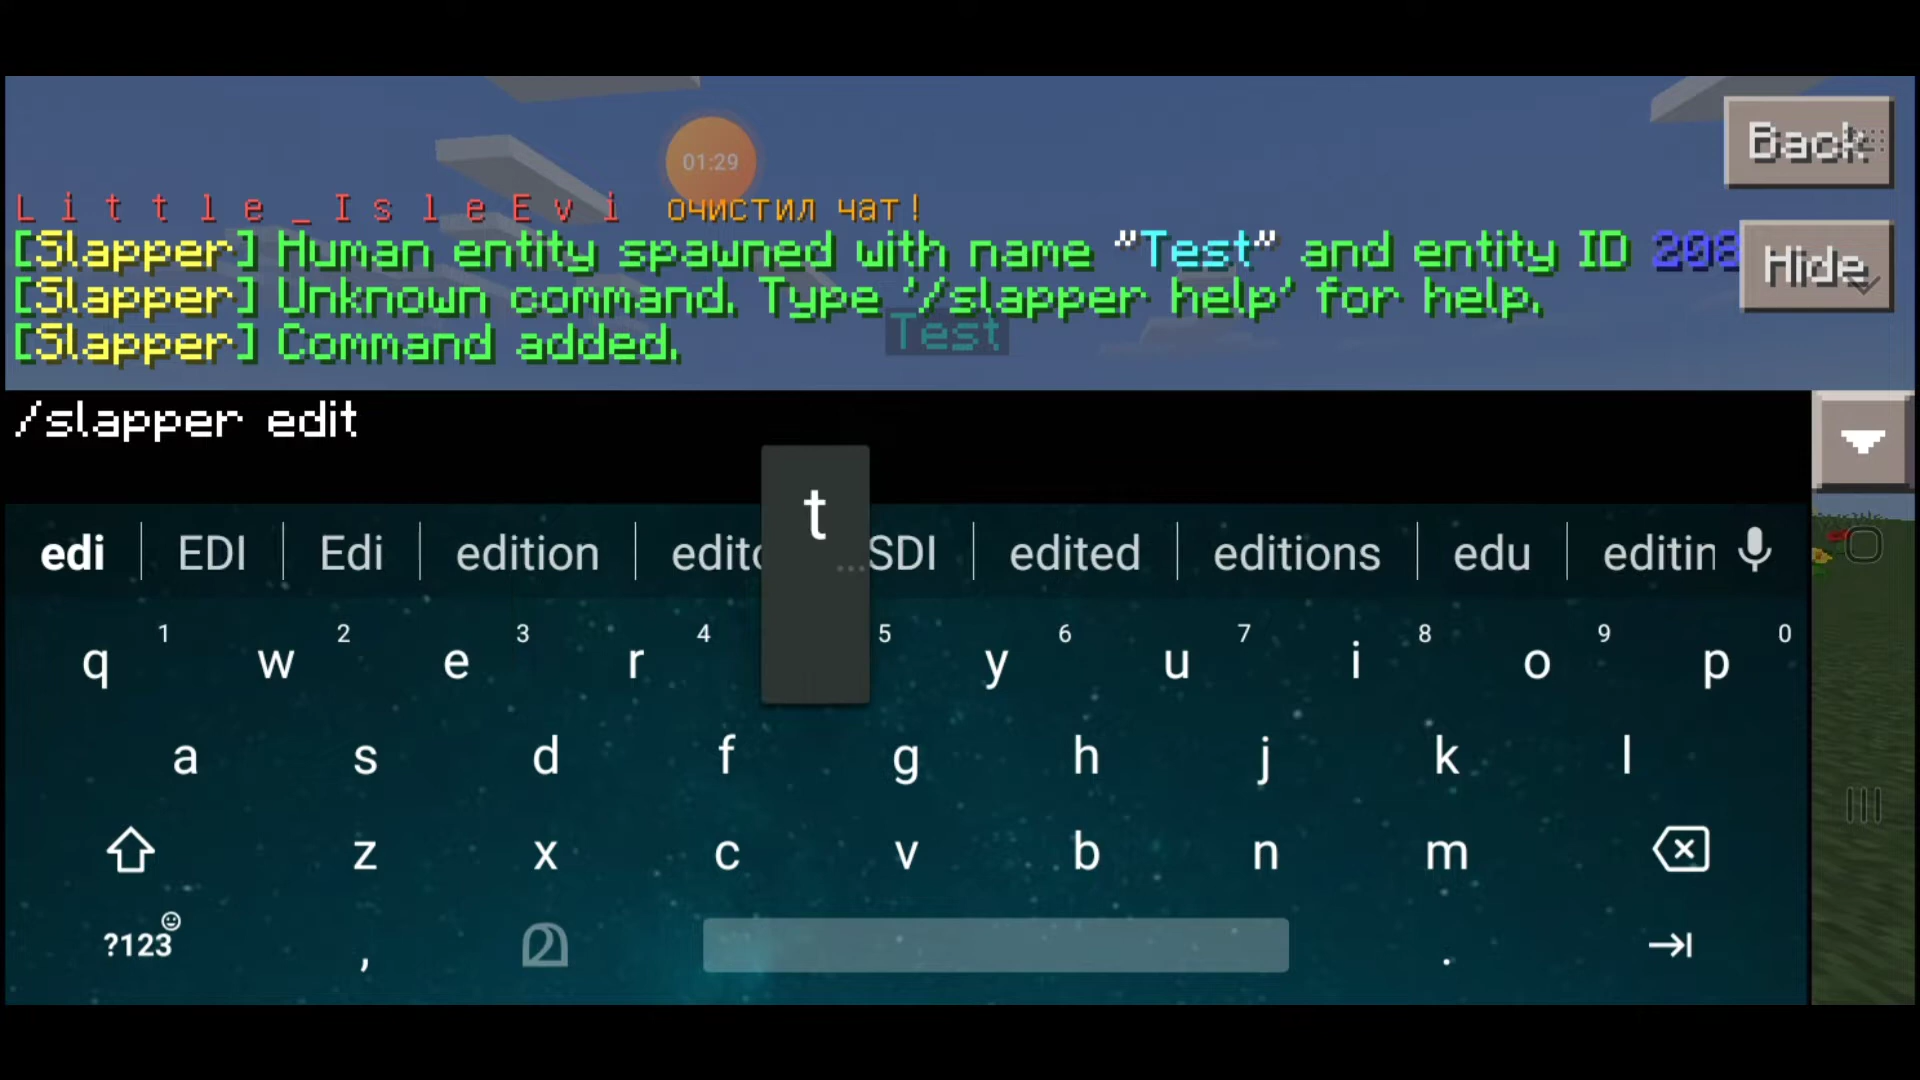 01:29
Back
L i t t l e _ I s l e E v i очистил чат!
[Slapper] Human entity spawned with name "Test" and entity ID 208
Hide
[Slapper] Unknown command. Type '/slapper help' for help.
Test
[Slapper] Command added.
/slapper edit
t
edi EDI Edi edition edito ...SDI edited editions edu editin
1 2 3 4 5 6 7 8 9 0
q w e r y u i o p
a s d f g h j k l
z x c v b n m
?123 , മ .